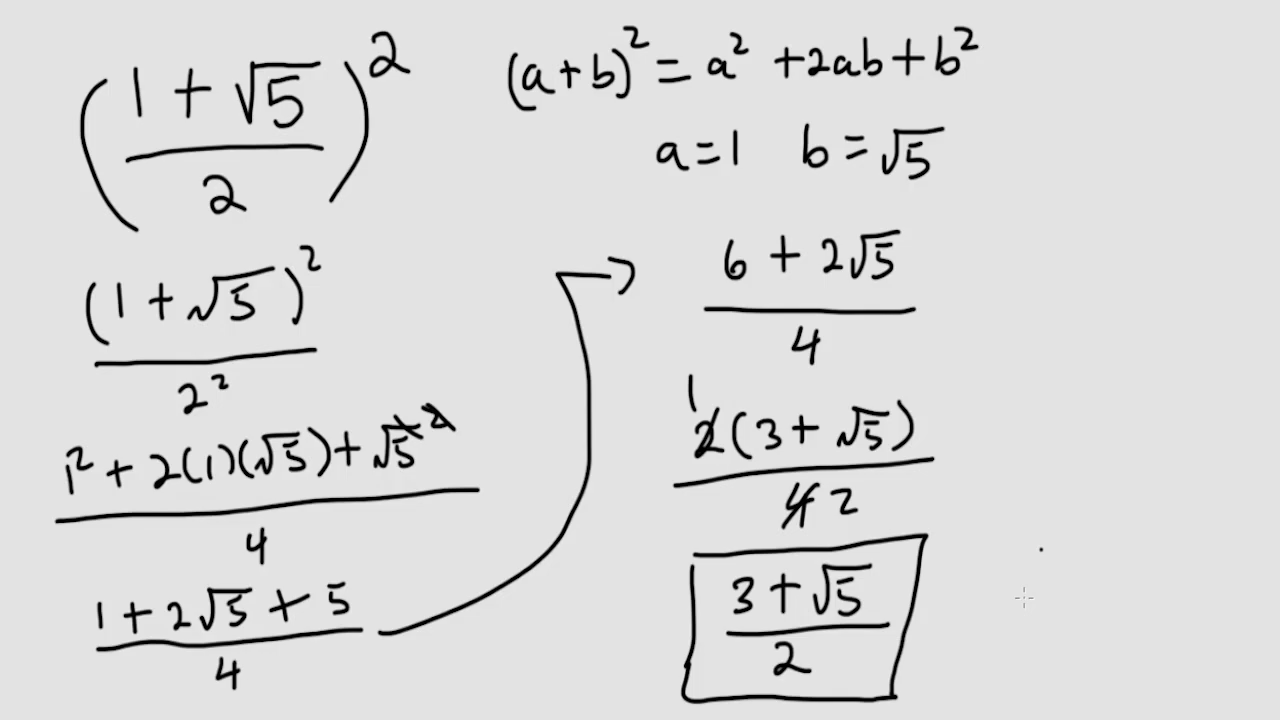 ((1 + √5)/2)²
(a + b)² = a² + 2ab + b²
a = 1 b = √5
(1 + √5)²/2²
(1² + 2(1)(√5) + √5²)/4
(1 + 2√5 + 5)/4
→
(6 + 2√5)/4
1
2(3 + √5)/4 2
(3 + √5)/2